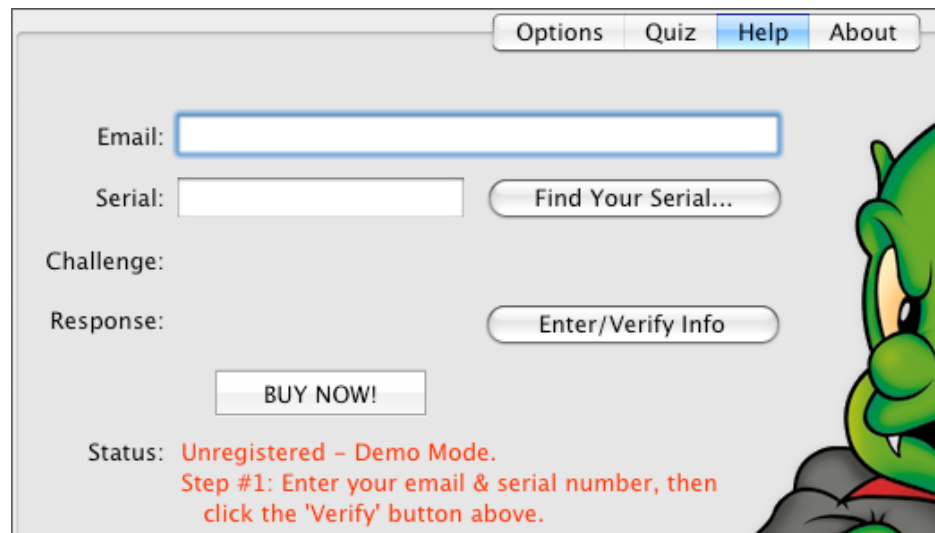 Options Quiz Help About
Email:
Serial: Find Your Serial...
Challenge:
Response: Enter/Verify Info
BUY NOW!
Status: Unregistered – Demo Mode.
Step #1: Enter your email & serial number, then
click the 'Verify' button above.